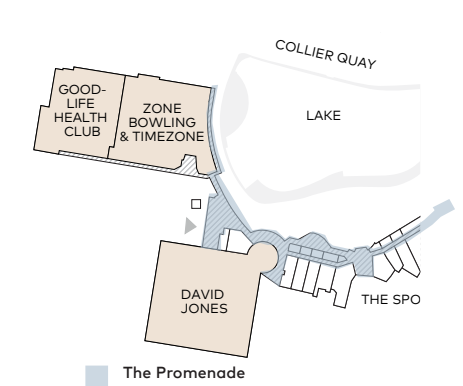 COLLIER QUAY
GOOD-
LIFE
HEALTH
CLUB
ZONE
BOWLING
& TIMEZONE
LAKE
DAVID
JONES
THE SPO
The Promenade